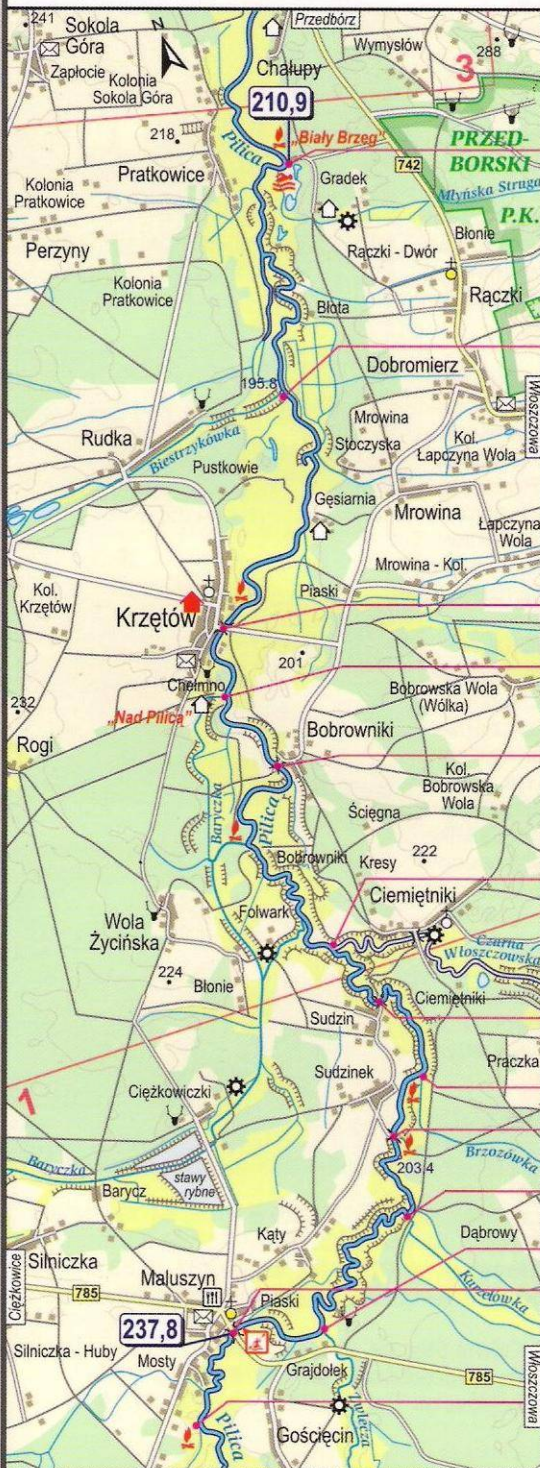 241
Sokola
Góra
N
Przedbórz
Zapłocie
Kolonia
Sokola Góra
Chałupy
Wymysłów
288
3
210,9
218
Pilica
„Biały Brzeg”
Pratkowice
Gradek
742
PRZED-
BORSKI
P.K.
Młyńska Struga
Kolonia
Pratkowice
Błonie
Perzyny
Rączki - Dwór
Kolonia
Pratkowice
Rączki
Błota
Dobromierz
Włoszczowa
195.8
Rudka
Biestrzykówka
Mrowina
Stoczyska
Kol.
Łapczyna Wola
Pustkowie
Gęsiarnia
Mrowina
Łapczyna
Wola
Mrowina - Kol.
Kol.
Krzętów
Piaski
Krzętów
201
Chełmno
Bobrowska Wola
(Wólka)
232
„Nad Pilicą”
Rogi
Bobrowniki
Kol.
Bobrowska
Wola
Baryczka
Pilica
Ścięgna
Bobrowniki
Kresy
222
Ciemiętniki
Folwark
Wola
Życińska
Czarna
Włoszczowska
224
Błonie
Ciemiętniki
Sudzin
Praczka
Sudzinek
Ciężkowiczki
1
Brzozówka
Baryczka
203,4
Barycz
stawy
rybne
Kąty
Dąbrowy
Silniczka
Ciężkowice
Maluszyn
Kurzelówka
785
Piaski
237,8
Silniczka - Huby
Mosty
Grajdołek
785
Włoszczowa
Zwlecza
Pilica
Gościęcin